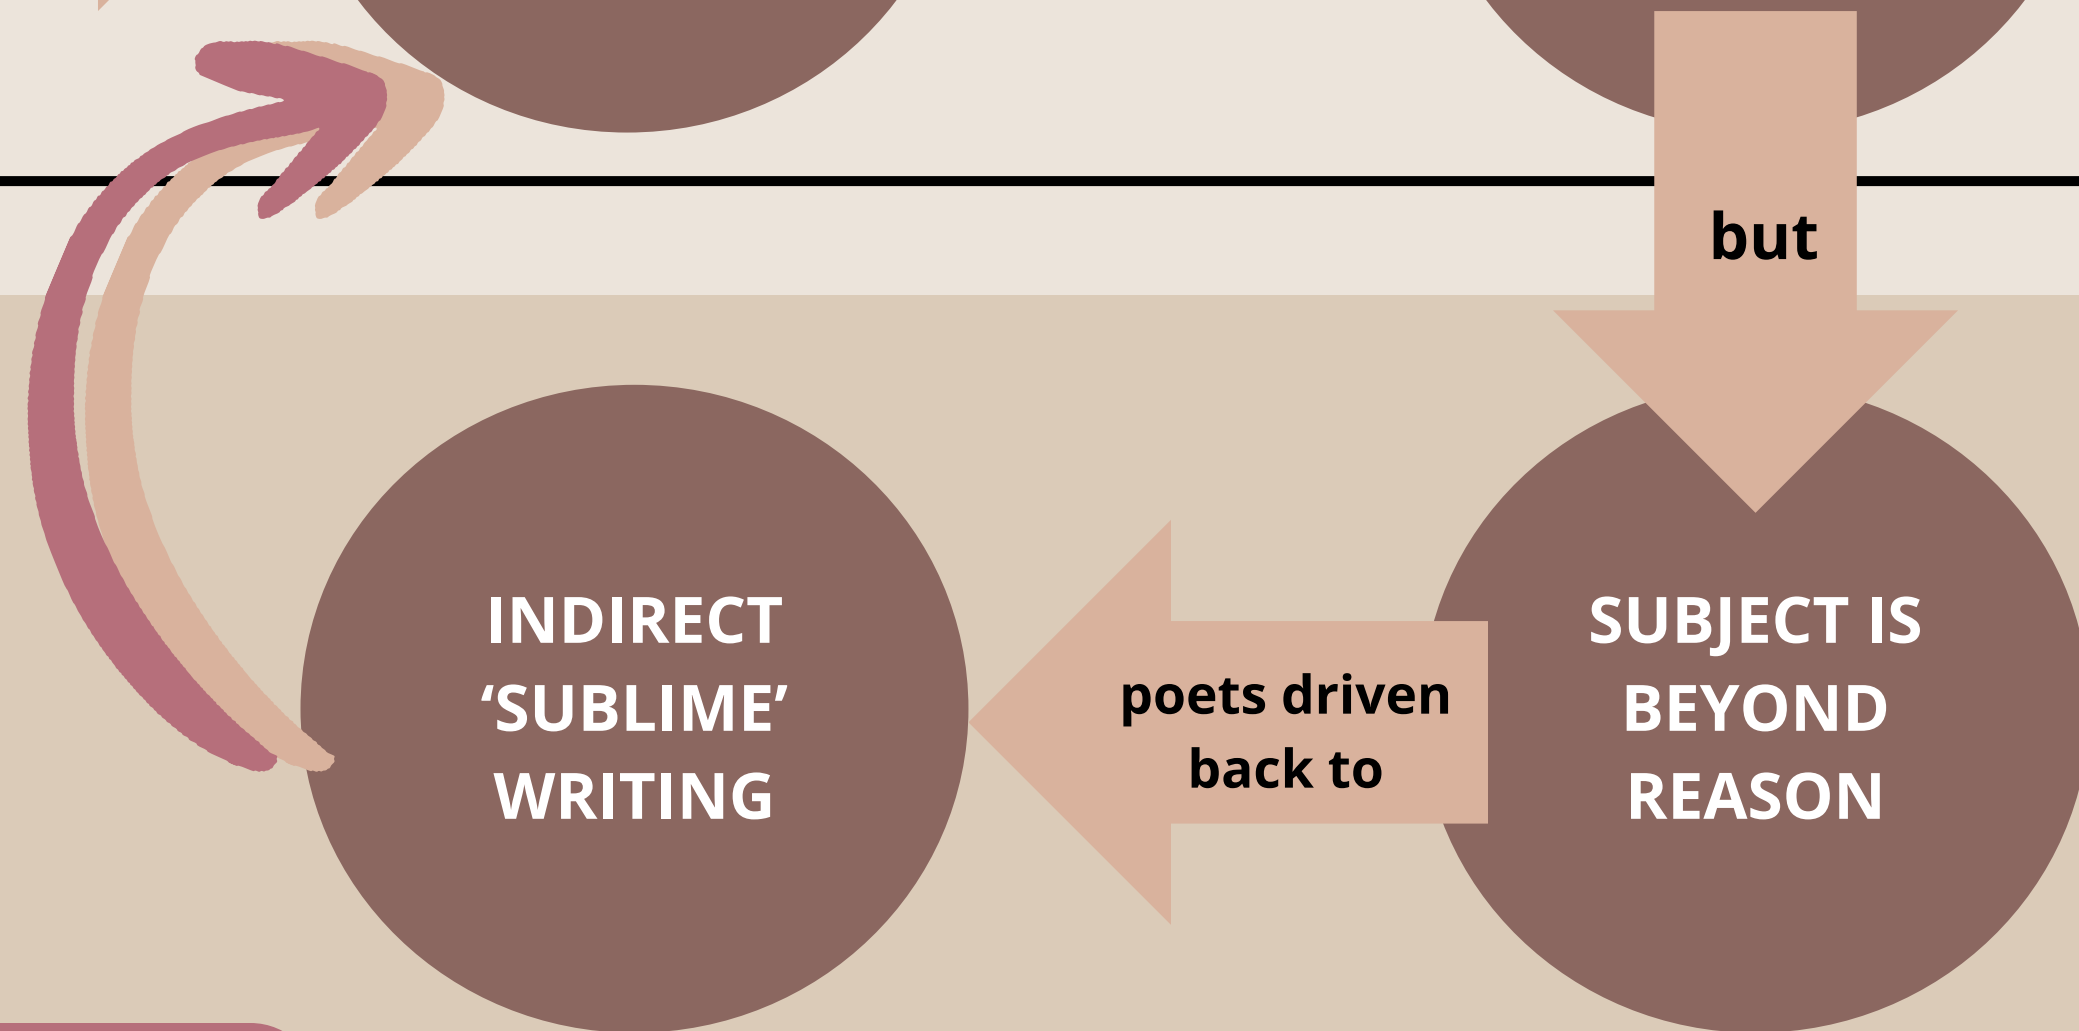 but
SUBJECT IS
BEYOND
REASON
poets driven
back to
INDIRECT
‘SUBLIME’
WRITING